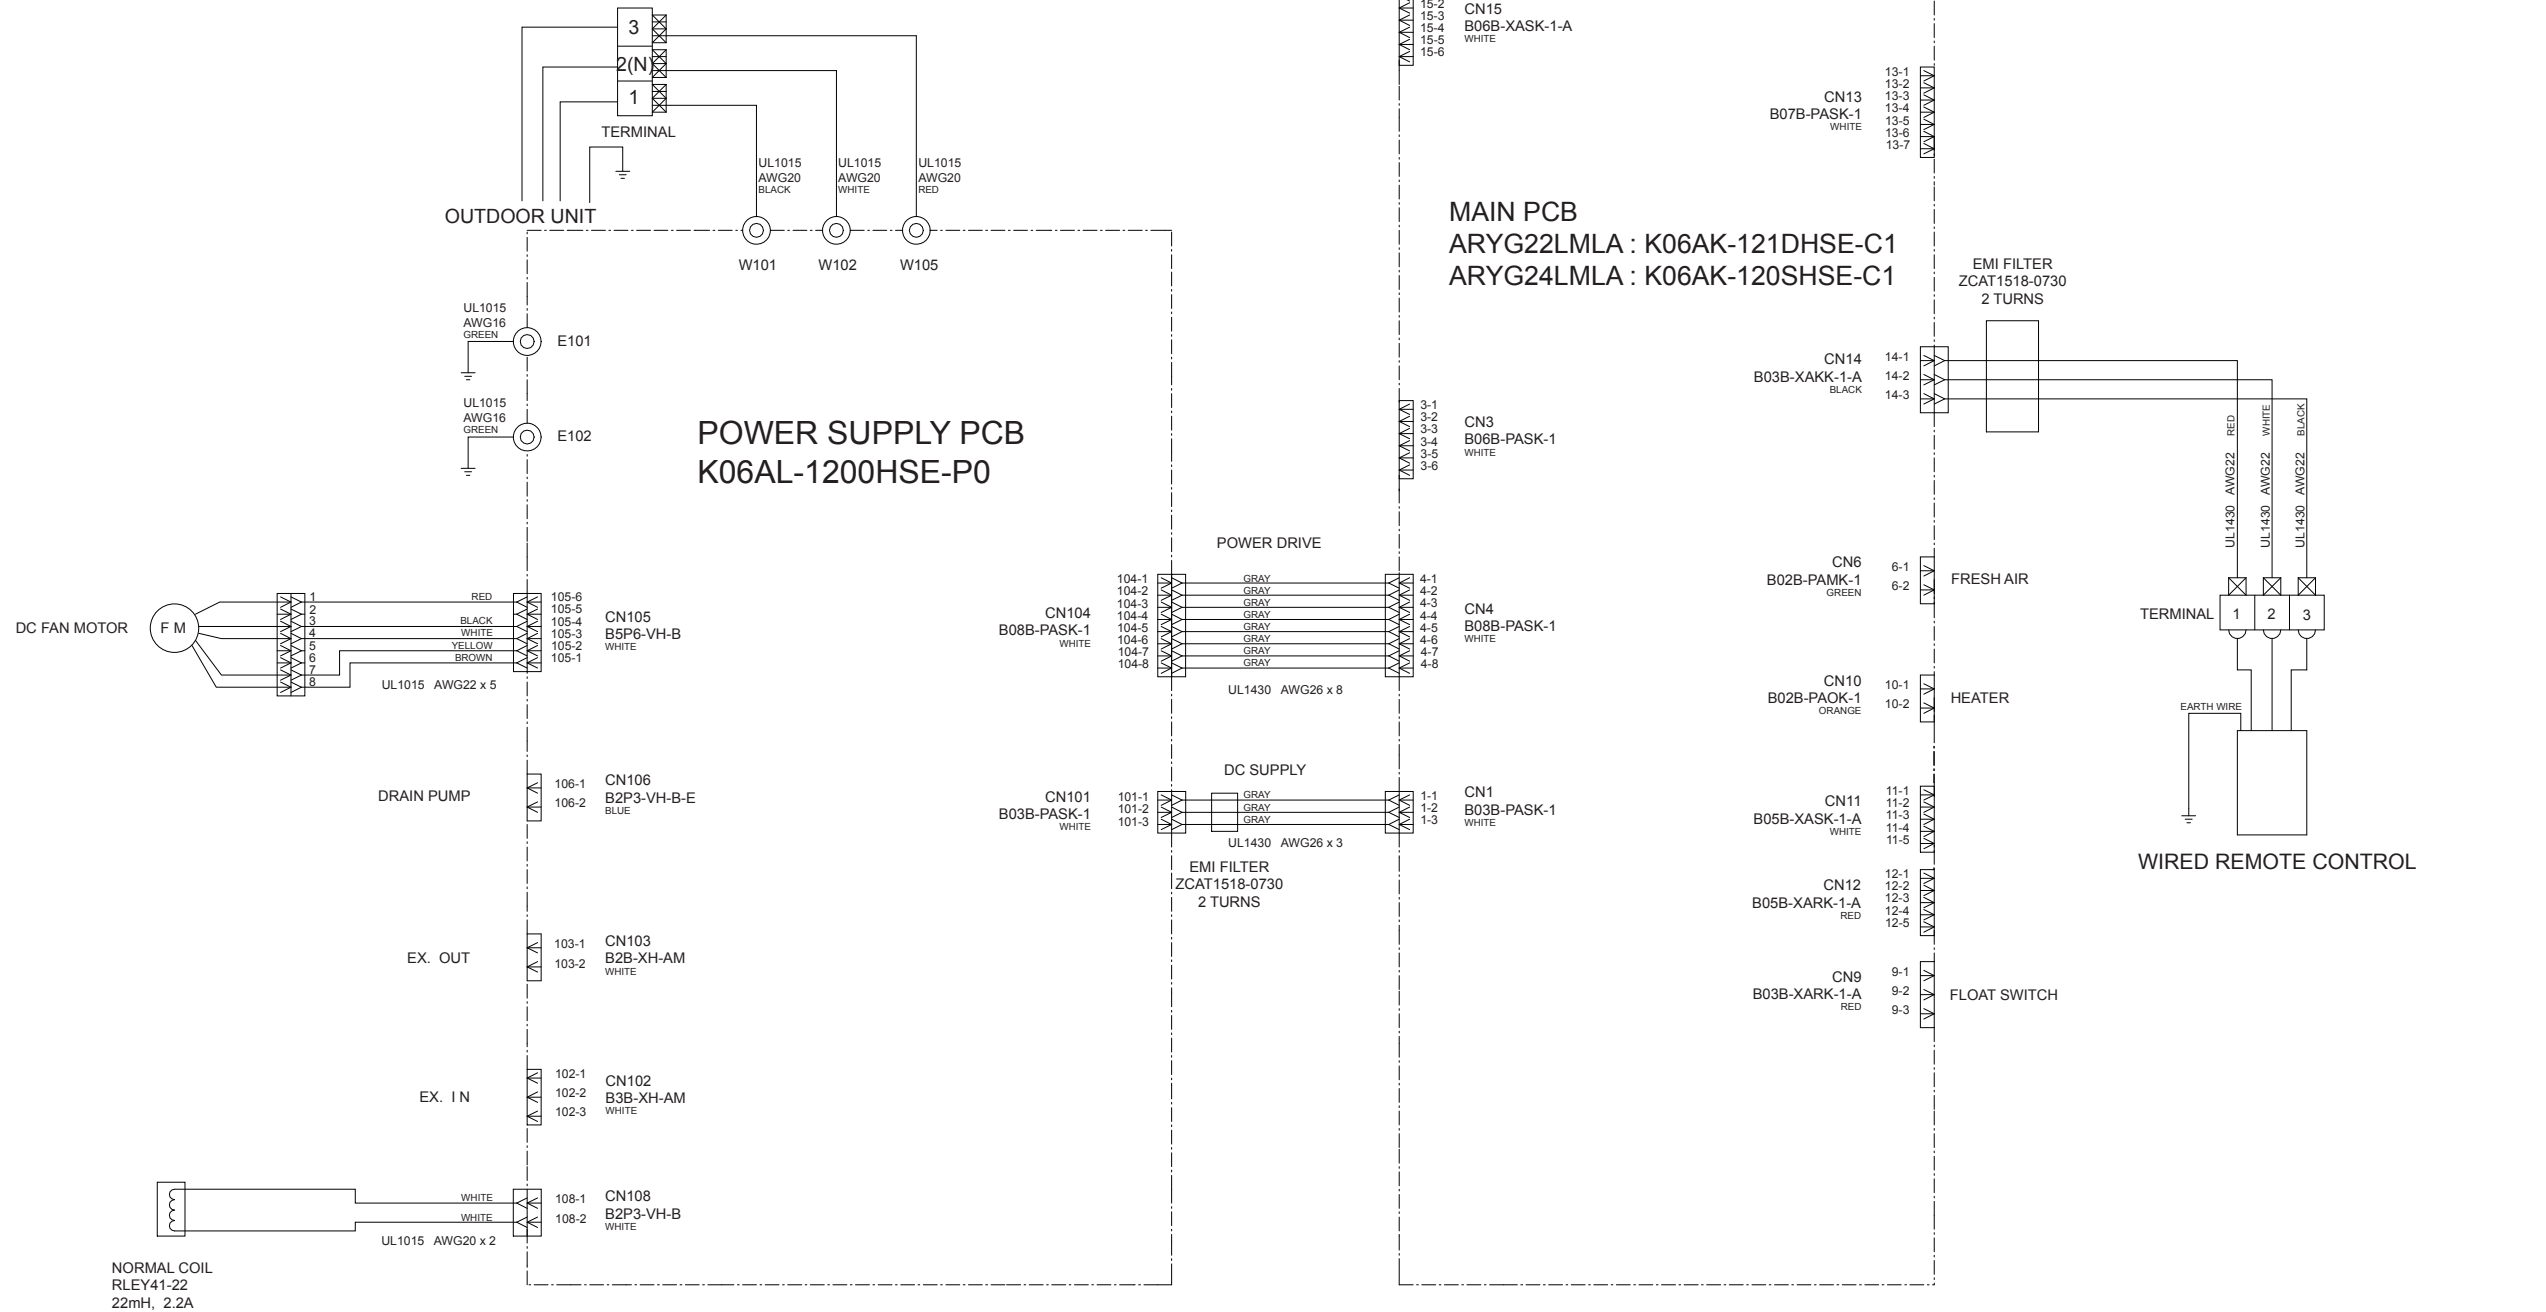 3
2(N)
1
TERMINAL
OUTDOOR UNIT
UL1015
AWG20
BLACK
UL1015
AWG20
WHITE
UL1015
AWG20
RED
W101
W102
W105
UL1015
AWG16
GREEN
E101
UL1015
AWG16
GREEN
E102
POWER SUPPLY PCB
K06AL-1200HSE-P0
DC FAN MOTOR
F M
1
2
3
4
5
6
7
8
RED
BLACK
WHITE
YELLOW
BROWN
UL1015 AWG22 x 5
105-6
105-5
105-4
105-3
105-2
105-1
CN105
B5P6-VH-B
WHITE
DRAIN PUMP
106-1
106-2
CN106
B2P3-VH-B-E
BLUE
EX. OUT
103-1
103-2
CN103
B2B-XH-AM
WHITE
EX. I N
102-1
102-2
102-3
CN102
B3B-XH-AM
WHITE
WHITE
WHITE
UL1015 AWG20 x 2
108-1
108-2
CN108
B2P3-VH-B
WHITE
NORMAL COIL
RLEY41-22
22mH, 2.2A
CN104
B08B-PASK-1
WHITE
104-1
104-2
104-3
104-4
104-5
104-6
104-7
104-8
POWER DRIVE
GRAY
GRAY
GRAY
GRAY
GRAY
GRAY
GRAY
GRAY
UL1430 AWG26 x 8
4-1
4-2
4-3
4-4
4-5
4-6
4-7
4-8
CN4
B08B-PASK-1
WHITE
CN101
B03B-PASK-1
WHITE
101-1
101-2
101-3
DC SUPPLY
GRAY
GRAY
GRAY
UL1430 AWG26 x 3
EMI FILTER
ZCAT1518-0730
2 TURNS
1-1
1-2
1-3
CN1
B03B-PASK-1
WHITE
15-2
15-3
15-4
15-5
15-6
CN15
B06B-XASK-1-A
WHITE
CN13
B07B-PASK-1
WHITE
13-1
13-2
13-3
13-4
13-5
13-6
13-7
MAIN PCB
ARYG22LMLA : K06AK-121DHSE-C1
ARYG24LMLA : K06AK-120SHSE-C1
3-1
3-2
3-3
3-4
3-5
3-6
CN3
B06B-PASK-1
WHITE
CN14
B03B-XAKK-1-A
BLACK
14-1
14-2
14-3
EMI FILTER
ZCAT1518-0730
2 TURNS
UL1430 AWG22 RED
UL1430 AWG22 WHITE
UL1430 AWG22 BLACK
CN6
B02B-PAMK-1
GREEN
6-1
6-2
FRESH AIR
TERMINAL
1
2
3
CN10
B02B-PAOK-1
ORANGE
10-1
10-2
HEATER
EARTH WIRE
CN11
B05B-XASK-1-A
WHITE
11-1
11-2
11-3
11-4
11-5
WIRED REMOTE CONTROL
CN12
B05B-XARK-1-A
RED
12-1
12-2
12-3
12-4
12-5
CN9
B03B-XARK-1-A
RED
9-1
9-2
9-3
FLOAT SWITCH